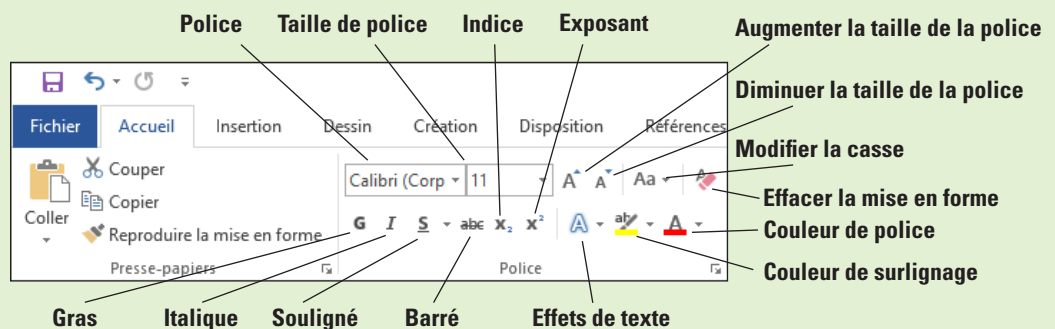 Police Taille de police Indice Exposant Augmenter la taille de la police
Diminuer la taille de la police
Fichier Accueil Insertion Dessin Création Disposition Références
Modifier la casse
Couper
Calibri (Corp 11 A A Aa
Effacer la mise en forme
Coller
Copier
Reproduire la mise en forme
G I S abc x₂ x² A ab A
Couleur de police
Presse-papiers Police
Couleur de surlignage
Gras Italique Souligné Barré Effets de texte